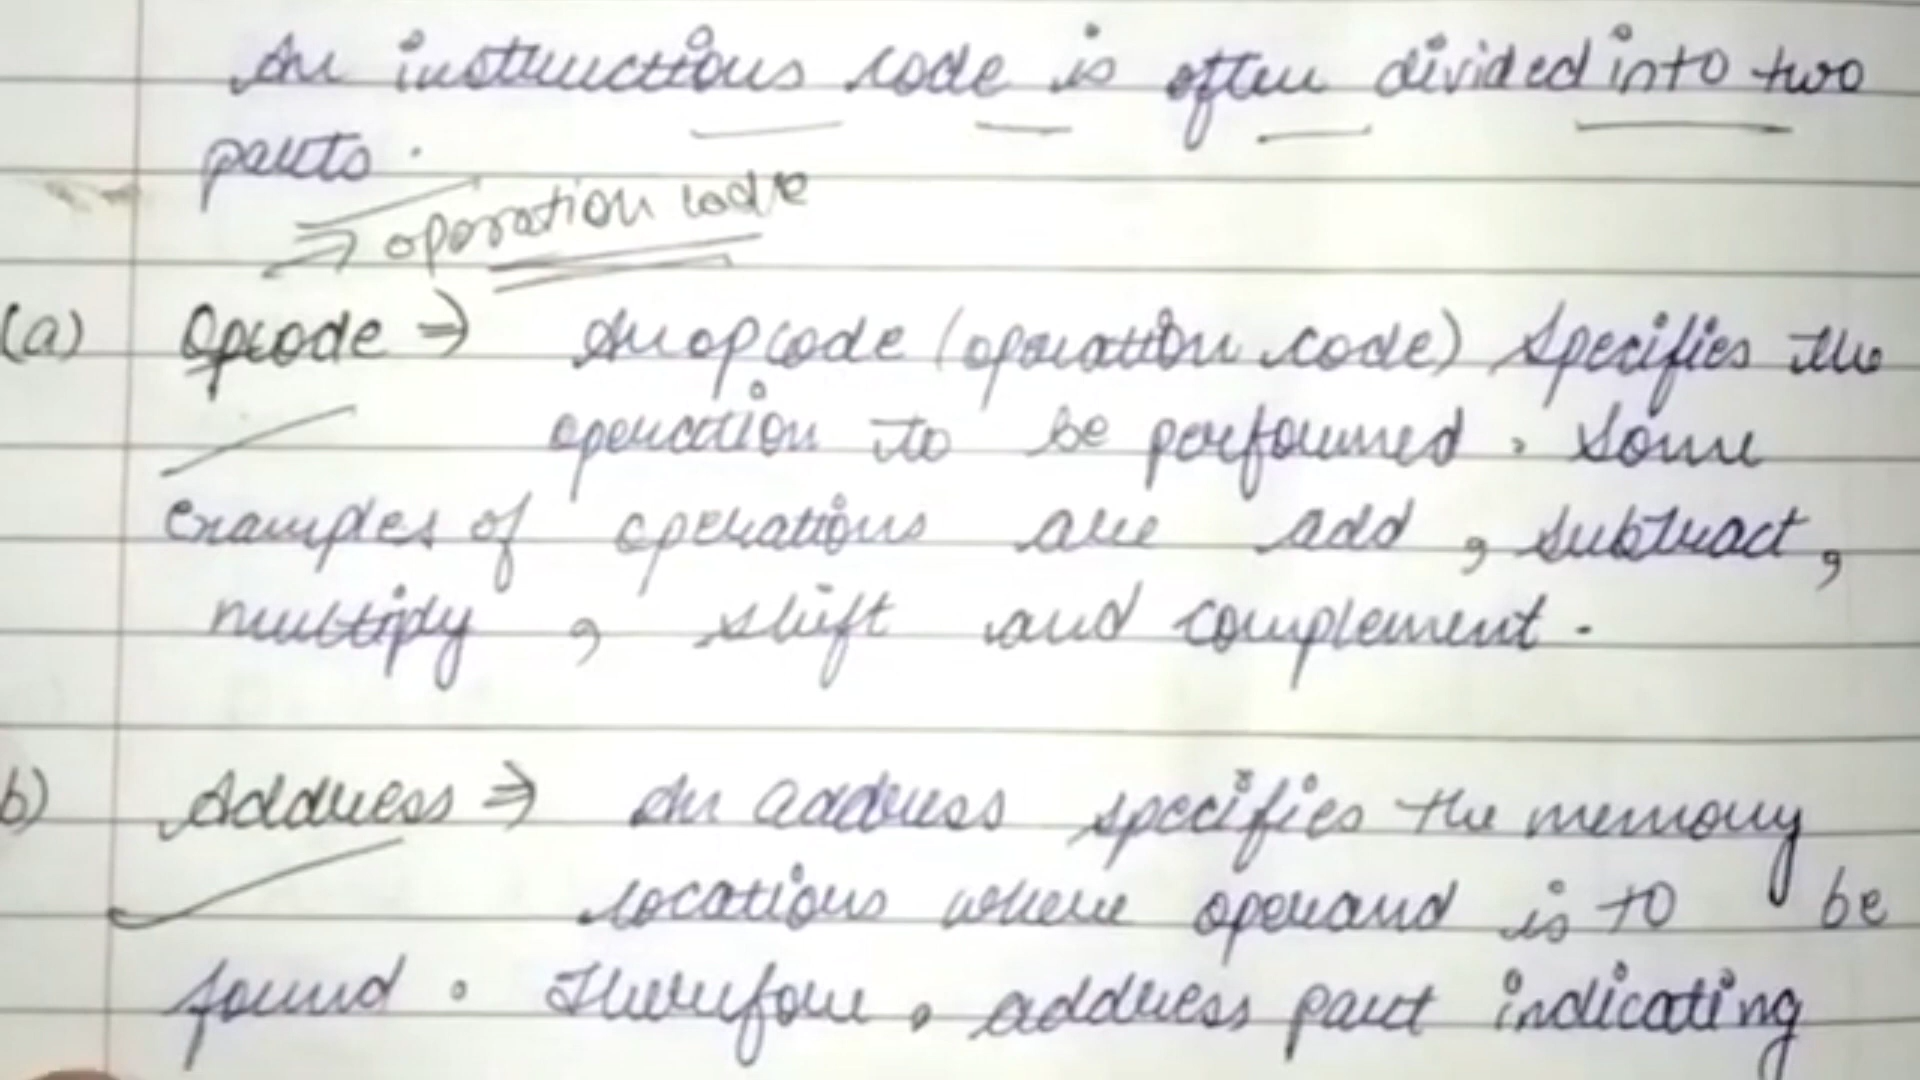 An instructions code is often divided into two
parts.
⇒ operation code
(a) Opcode ⇒ An opcode (operation code) specifies the
operation to be performed. Some
examples of operations are add, subtract,
multiply, shift and complement.
b) Address ⇒ An address specifies the memory
locations where operand is to be
found. Therefore, address part indicating